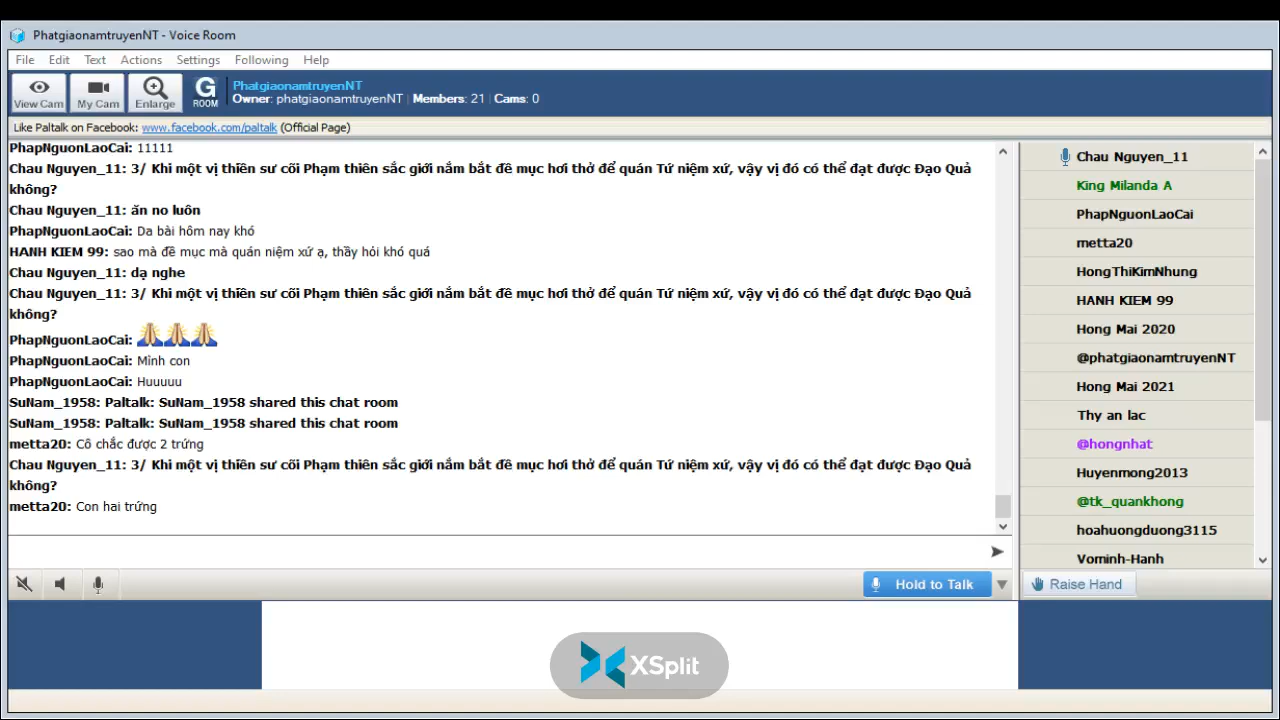 PhatgiaonamtruyenNT - Voice Room
File Edit Text Actions Settings Following Help
View Cam My Cam Enlarge G ROOM
PhatgiaonamtruyenNT
Owner: phatgiaonamtruyenNT | Members: 21 | Cams: 0
Like Paltalk on Facebook: www.facebook.com/paltalk (Official Page)
PhapNguonLaoCai: 11111
Chau Nguyen_11: 3/ Khi một vị thiền sư cõi Phạm thiên sắc giới nắm bắt đề mục hơi thở để quán Tứ niệm xứ, vậy vị đó có thể đạt được Đạo Quả
không?
Chau Nguyen_11: ăn no luôn
PhapNguonLaoCai: Da bài hôm nay khó
HANH KIEM 99: sao mà đề mục mà quán niệm xứ ạ, thầy hỏi khó quá
Chau Nguyen_11: dạ nghe
Chau Nguyen_11: 3/ Khi một vị thiền sư cõi Phạm thiên sắc giới nắm bắt đề mục hơi thở để quán Tứ niệm xứ, vậy vị đó có thể đạt được Đạo Quả
không?
PhapNguonLaoCai:
PhapNguonLaoCai: Mình con
PhapNguonLaoCai: Huuuuu
SuNam_1958: Paltalk: SuNam_1958 shared this chat room
SuNam_1958: Paltalk: SuNam_1958 shared this chat room
metta20: Cô chắc được 2 trứng
Chau Nguyen_11: 3/ Khi một vị thiền sư cõi Phạm thiên sắc giới nắm bắt đề mục hơi thở để quán Tứ niệm xứ, vậy vị đó có thể đạt được Đạo Quả
không?
metta20: Con hai trứng
Chau Nguyen_11
King Milanda A
PhapNguonLaoCai
metta20
HongThiKimNhung
HANH KIEM 99
Hong Mai 2020
@phatgiaonamtruyenNT
Hong Mai 2021
Thy an lac
@hongnhat
Huyenmong2013
@tk_quankhong
hoahuongduong3115
Vominh-Hanh
Hold to Talk
Raise Hand
XSplit